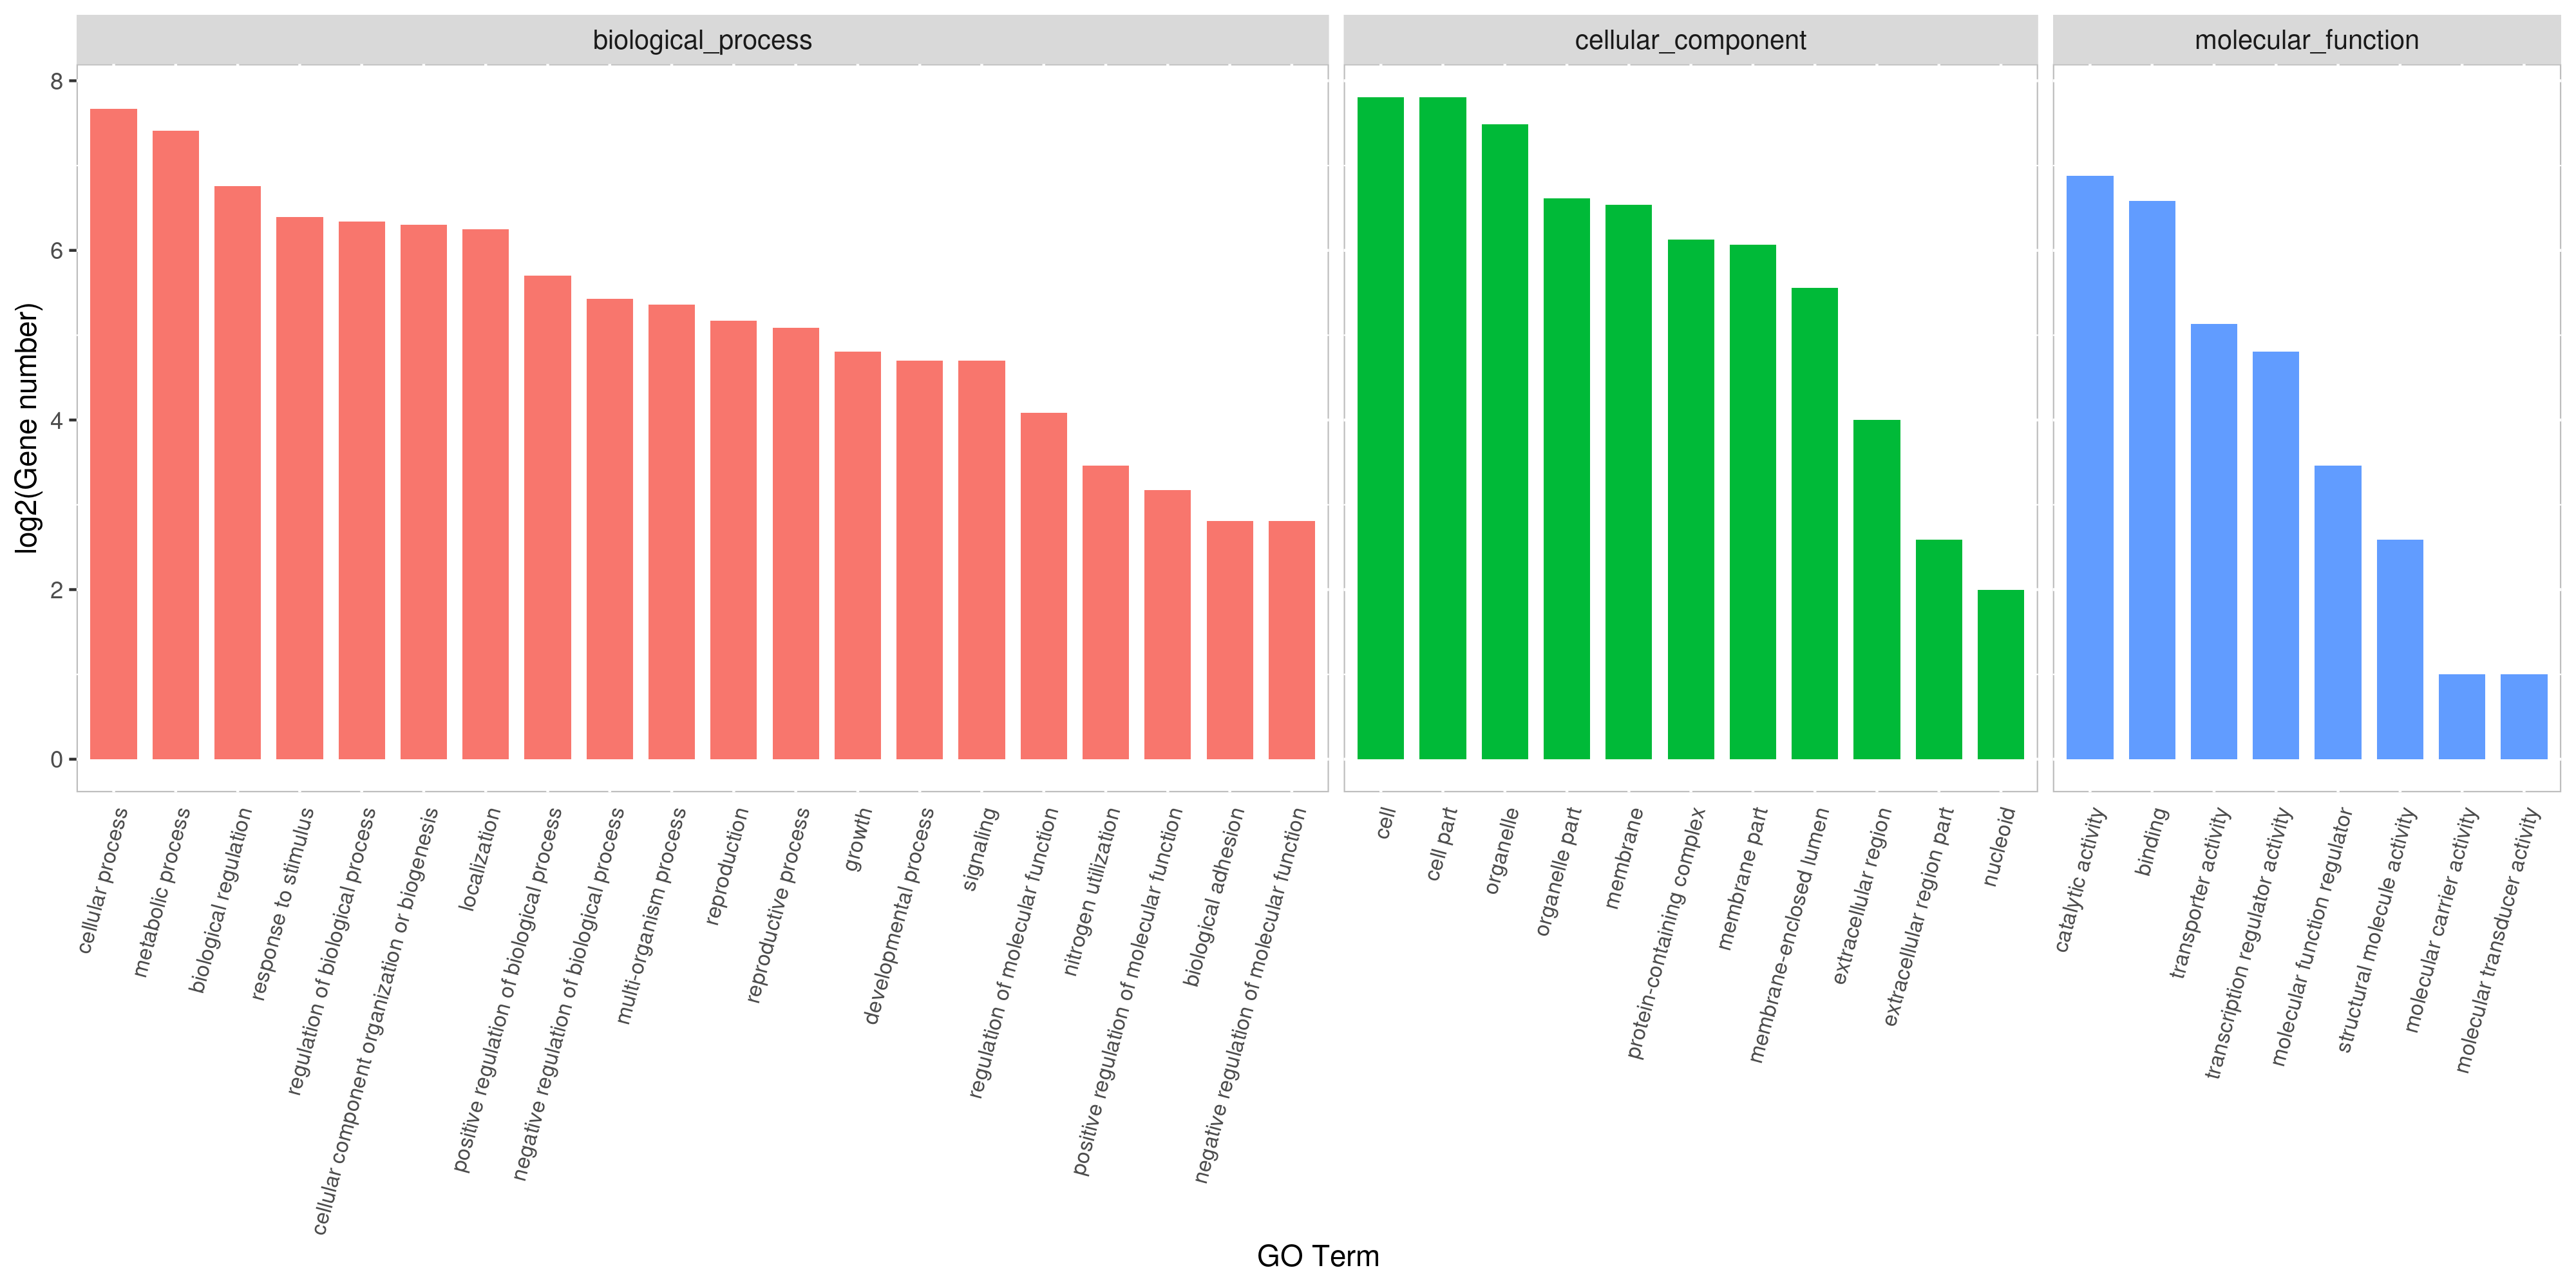 biological_process
cellular_component
molecular_function
log2(Gene number)
8
6
4
2
0
cellular process
metabolic process
biological regulation
response to stimulus
regulation of biological process
cellular component organization or biogenesis
localization
positive regulation of biological process
negative regulation of biological process
multi-organism process
reproduction
reproductive process
growth
developmental process
signaling
regulation of molecular function
nitrogen utilization
positive regulation of molecular function
biological adhesion
negative regulation of molecular function
cell
cell part
organelle
organelle part
membrane
protein-containing complex
membrane part
membrane-enclosed lumen
extracellular region
extracellular region part
nucleoid
catalytic activity
binding
transporter activity
transcription regulator activity
molecular function regulator
structural molecule activity
molecular carrier activity
molecular transducer activity
GO Term